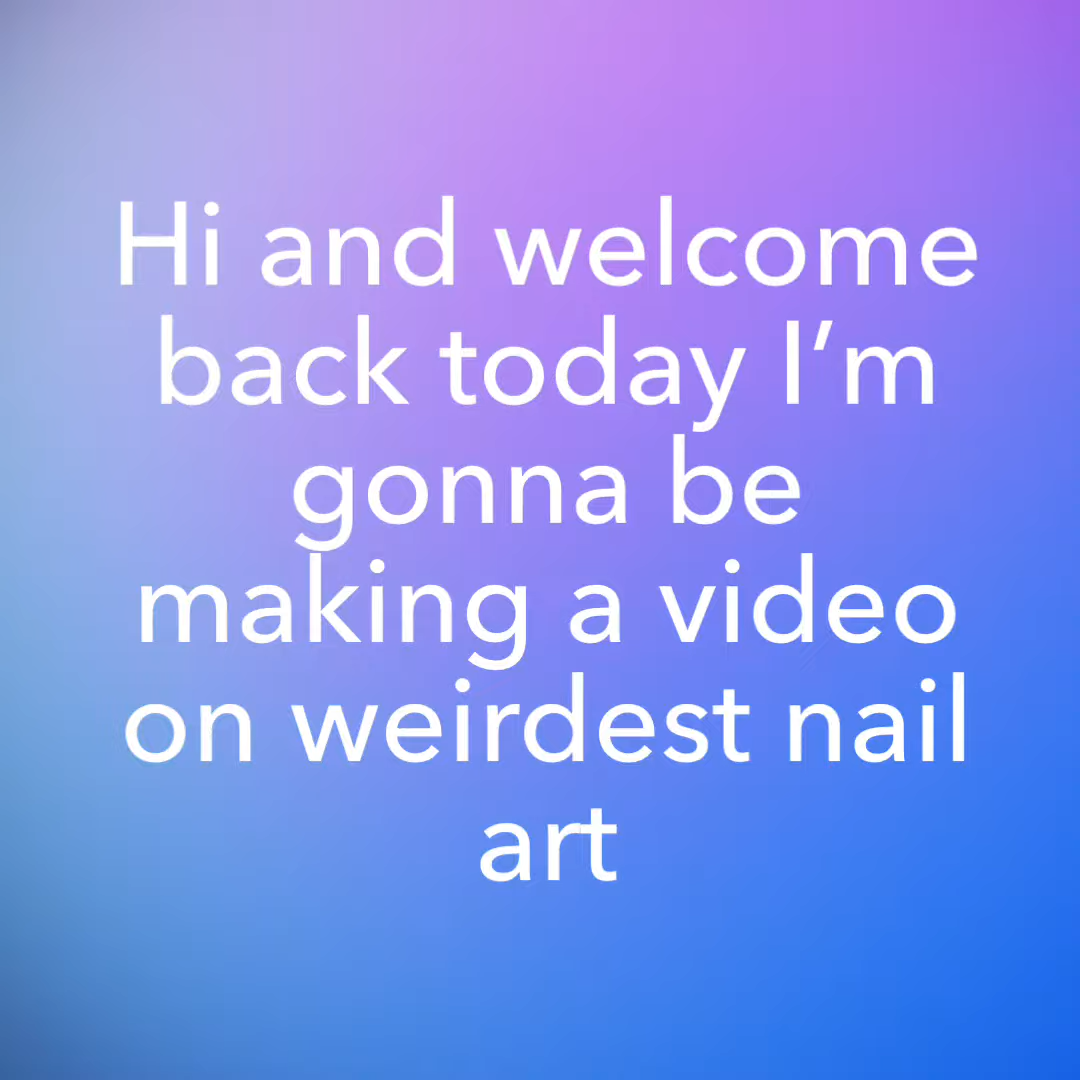 Hi and welcome
back today I’m
gonna be
making a video
on weirdest nail
art